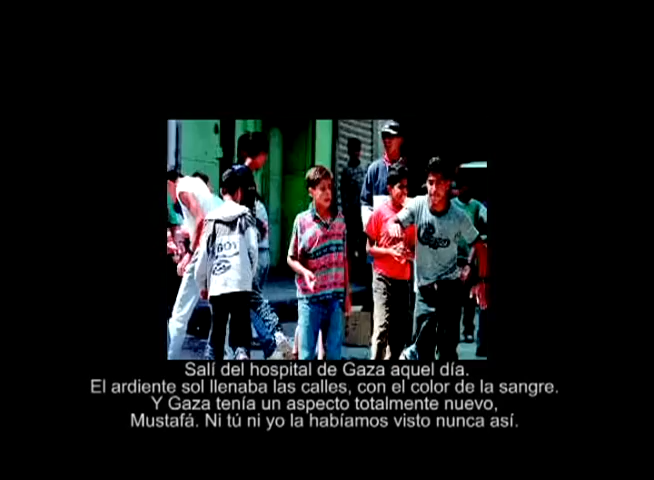 Salí del hospital de Gaza aquel día.
El ardiente sol llenaba las calles, con el color de la sangre.
Y Gaza tenía un aspecto totalmente nuevo,
Mustafá. Ni tú ni yo la habíamos visto nunca así.